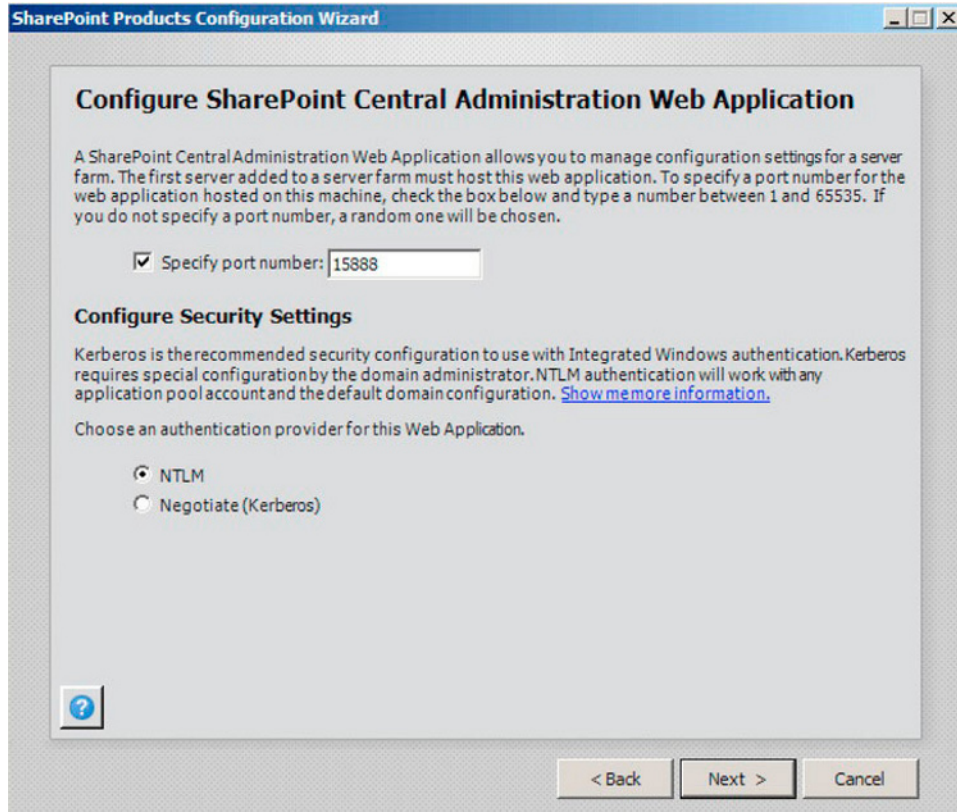 SharePoint Products Configuration Wizard
Configure SharePoint Central Administration Web Application
A SharePoint Central Administration Web Application allows you to manage configuration settings for a server
farm. The first server added to a server farm must host this web application. To specify a port number for the
web application hosted on this machine, check the box below and type a number between 1 and 65535. If
you do not specify a port number, a random one will be chosen.
Specify port number: 15888
Configure Security Settings
Kerberos is the recommended security configuration to use with Integrated Windows authentication. Kerberos
requires special configuration by the domain administrator. NTLM authentication will work with any
application pool account and the default domain configuration. Show me more information.
Choose an authentication provider for this Web Application.
NTLM
Negotiate (Kerberos)
?
< Back Next > Cancel